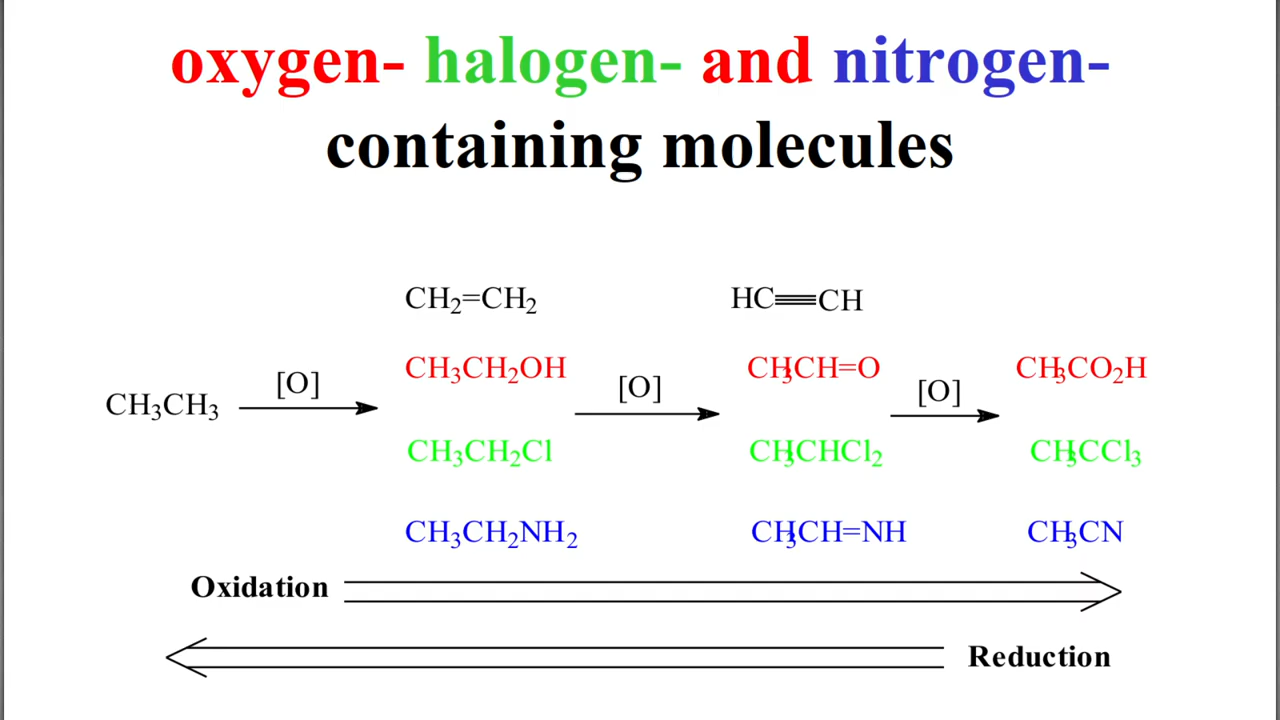 oxygen- halogen- and nitrogen-
containing molecules
CH₂=CH₂ HC≡CH
CH₃CH₂OH CH₃CH=O CH₃CO₂H
[O] [O] [O]
CH₃CH₃
CH₃CH₂Cl CH₃CHCl₂ CH₃CCl₃
CH₃CH₂NH₂ CH₃CH=NH CH₃CN
Oxidation
Reduction